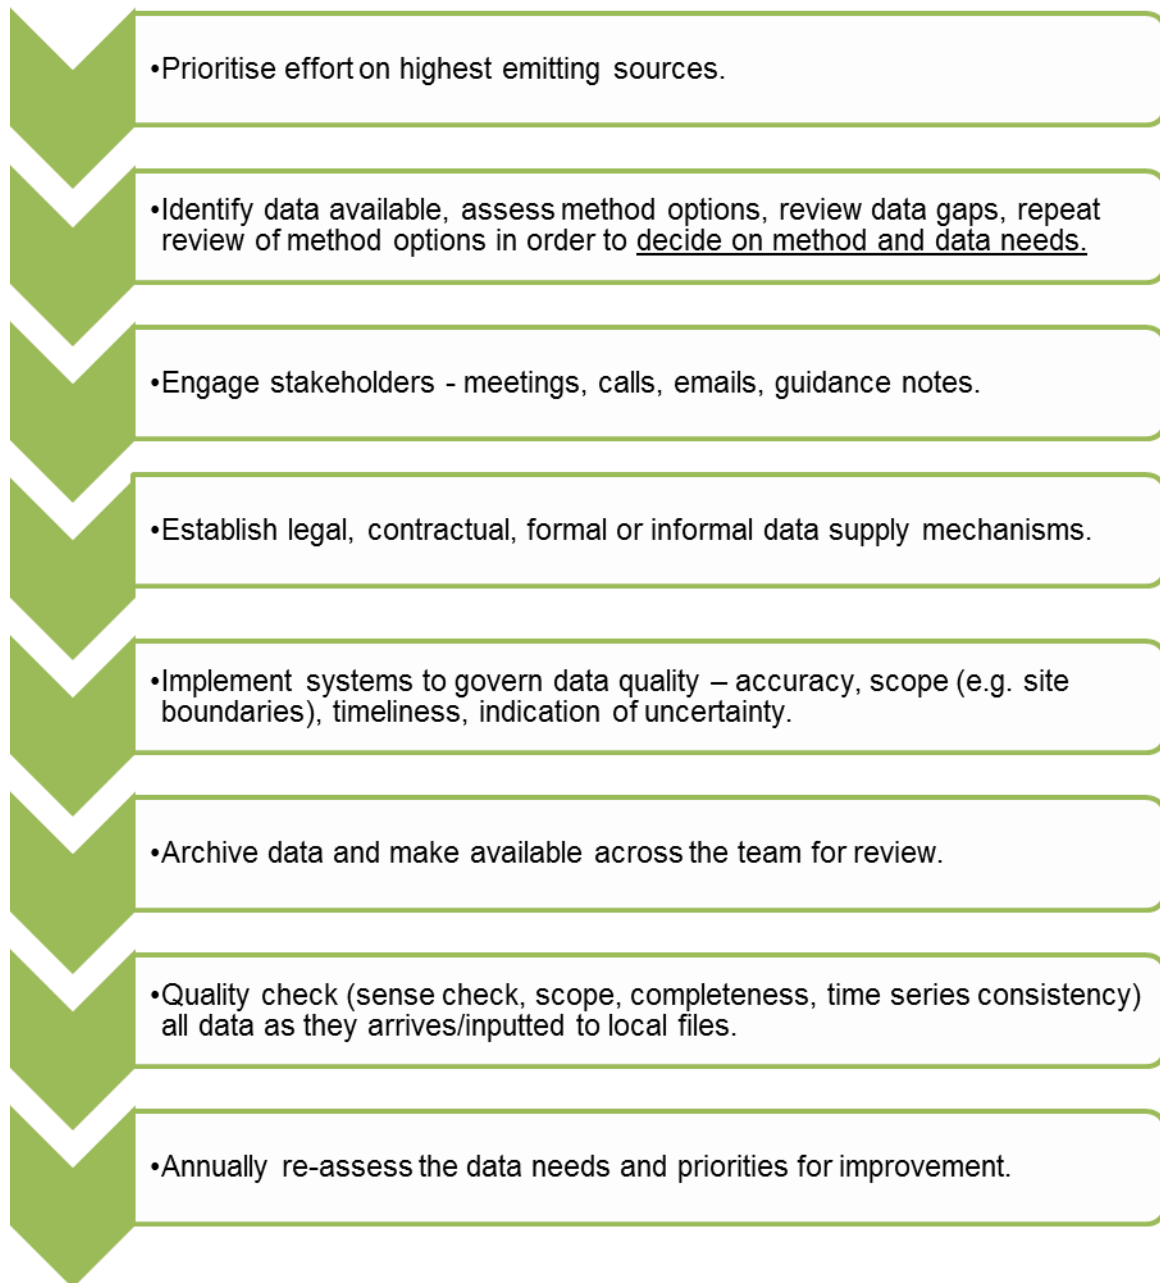 •Prioritise effort on highest emitting sources.
•Identify data available, assess method options, review data gaps, repeat
review of method options in order to decide on method and data needs.
•Engage stakeholders - meetings, calls, emails, guidance notes.
•Establish legal, contractual, formal or informal data supply mechanisms.
•Implement systems to govern data quality – accuracy, scope (e.g. site
boundaries), timeliness, indication of uncertainty.
•Archive data and make available across the team for review.
•Quality check (sense check, scope, completeness, time series consistency)
all data as they arrives/inputted to local files.
•Annually re-assess the data needs and priorities for improvement.